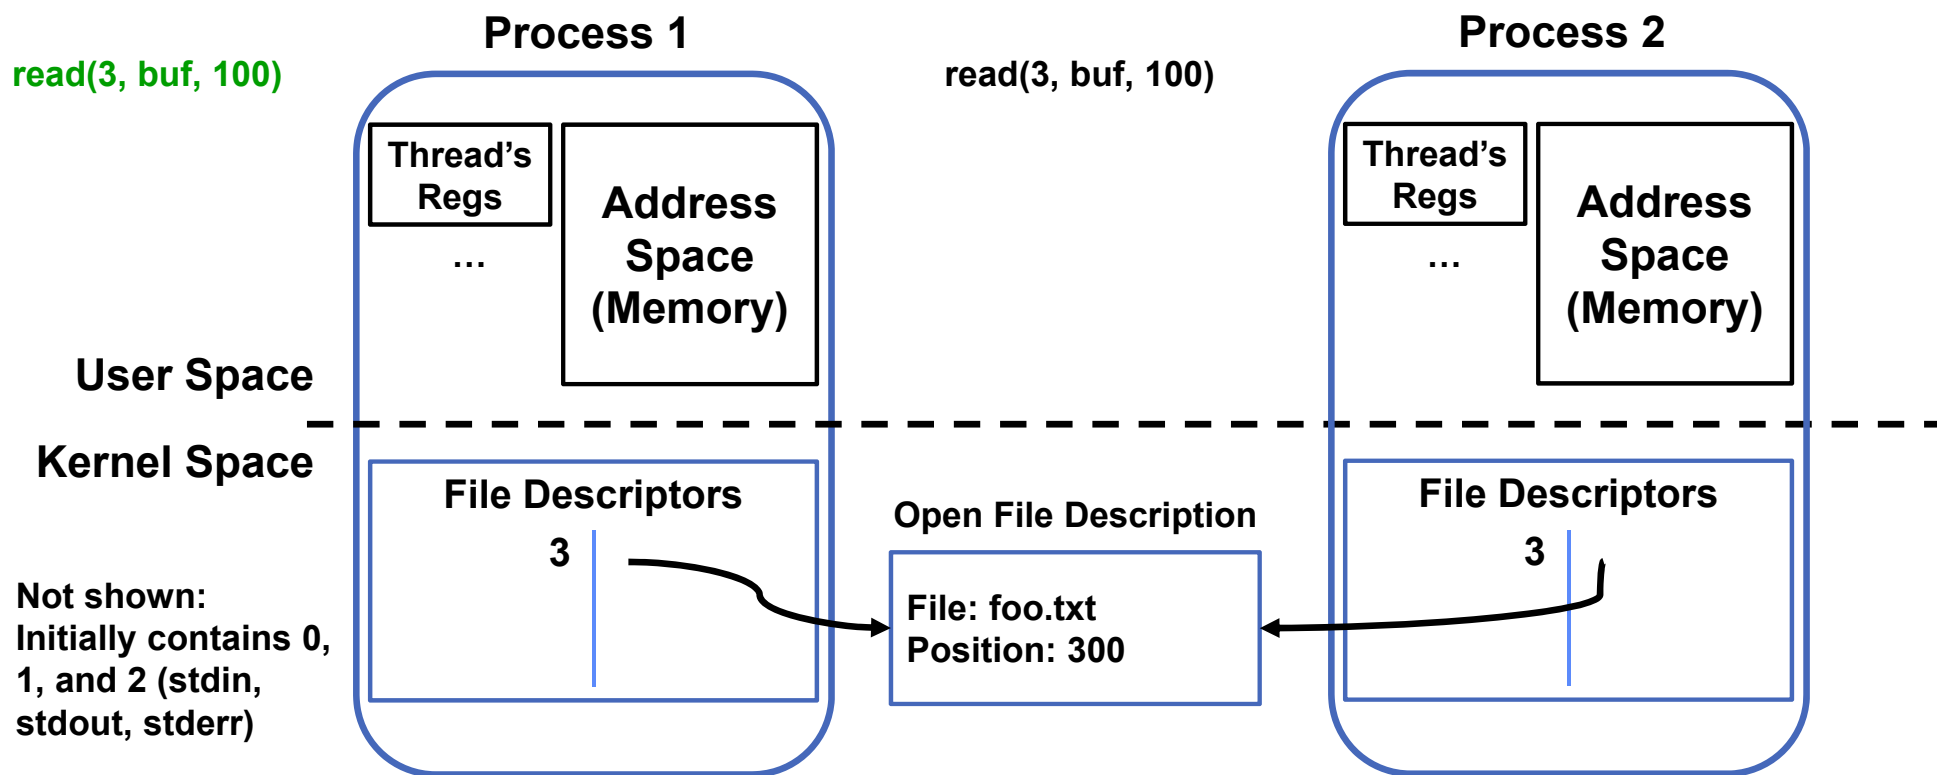 Process 1
Process 2
read(3, buf, 100)
read(3, buf, 100)
Thread’s
Regs
…
Address
Space
(Memory)
Thread’s
Regs
…
Address
Space
(Memory)
User Space
Kernel Space
File Descriptors
3
Open File Description
File: foo.txt
Position: 300
File Descriptors
3
Not shown:
Initially contains 0,
1, and 2 (stdin,
stdout, stderr)